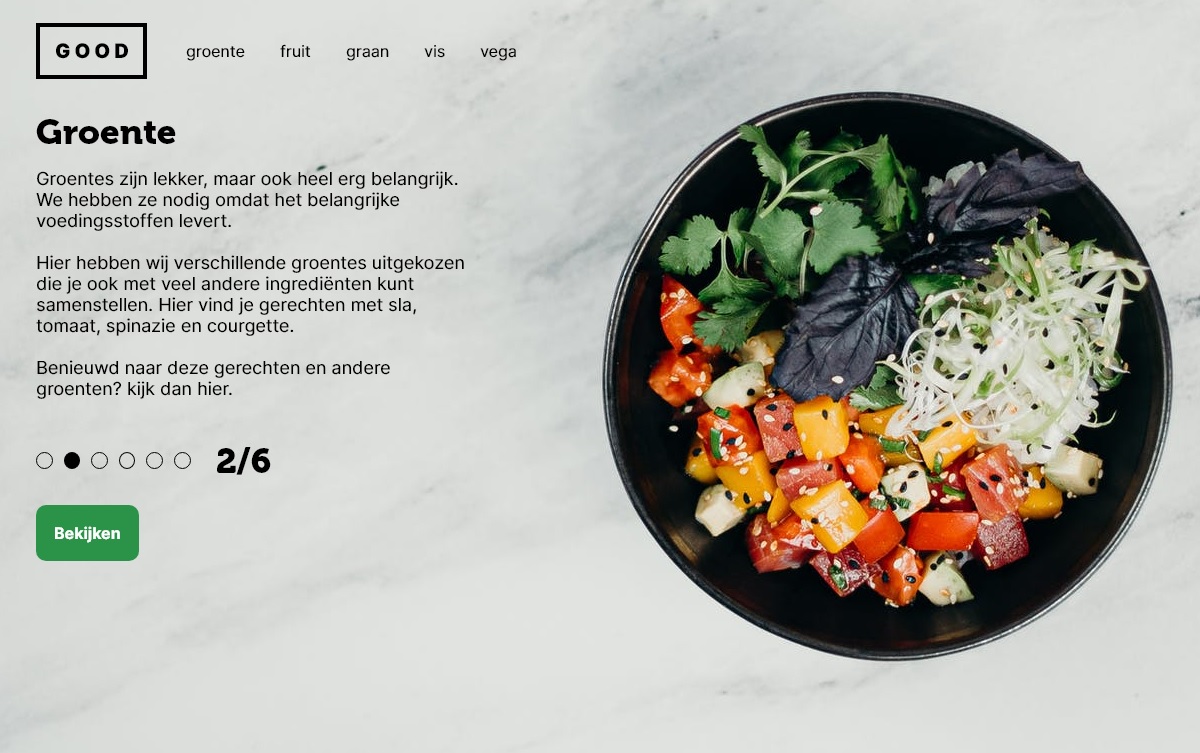 GOOD
groente fruit graan vis vega
Groente
Groentes zijn lekker, maar ook heel erg belangrijk.
We hebben ze nodig omdat het belangrijke
voedingsstoffen levert.
Hier hebben wij verschillende groentes uitgekozen
die je ook met veel andere ingrediënten kunt
samenstellen. Hier vind je gerechten met sla,
tomaat, spinazie en courgette.
Benieuwd naar deze gerechten en andere
groenten? kijk dan hier.
2/6
Bekijken